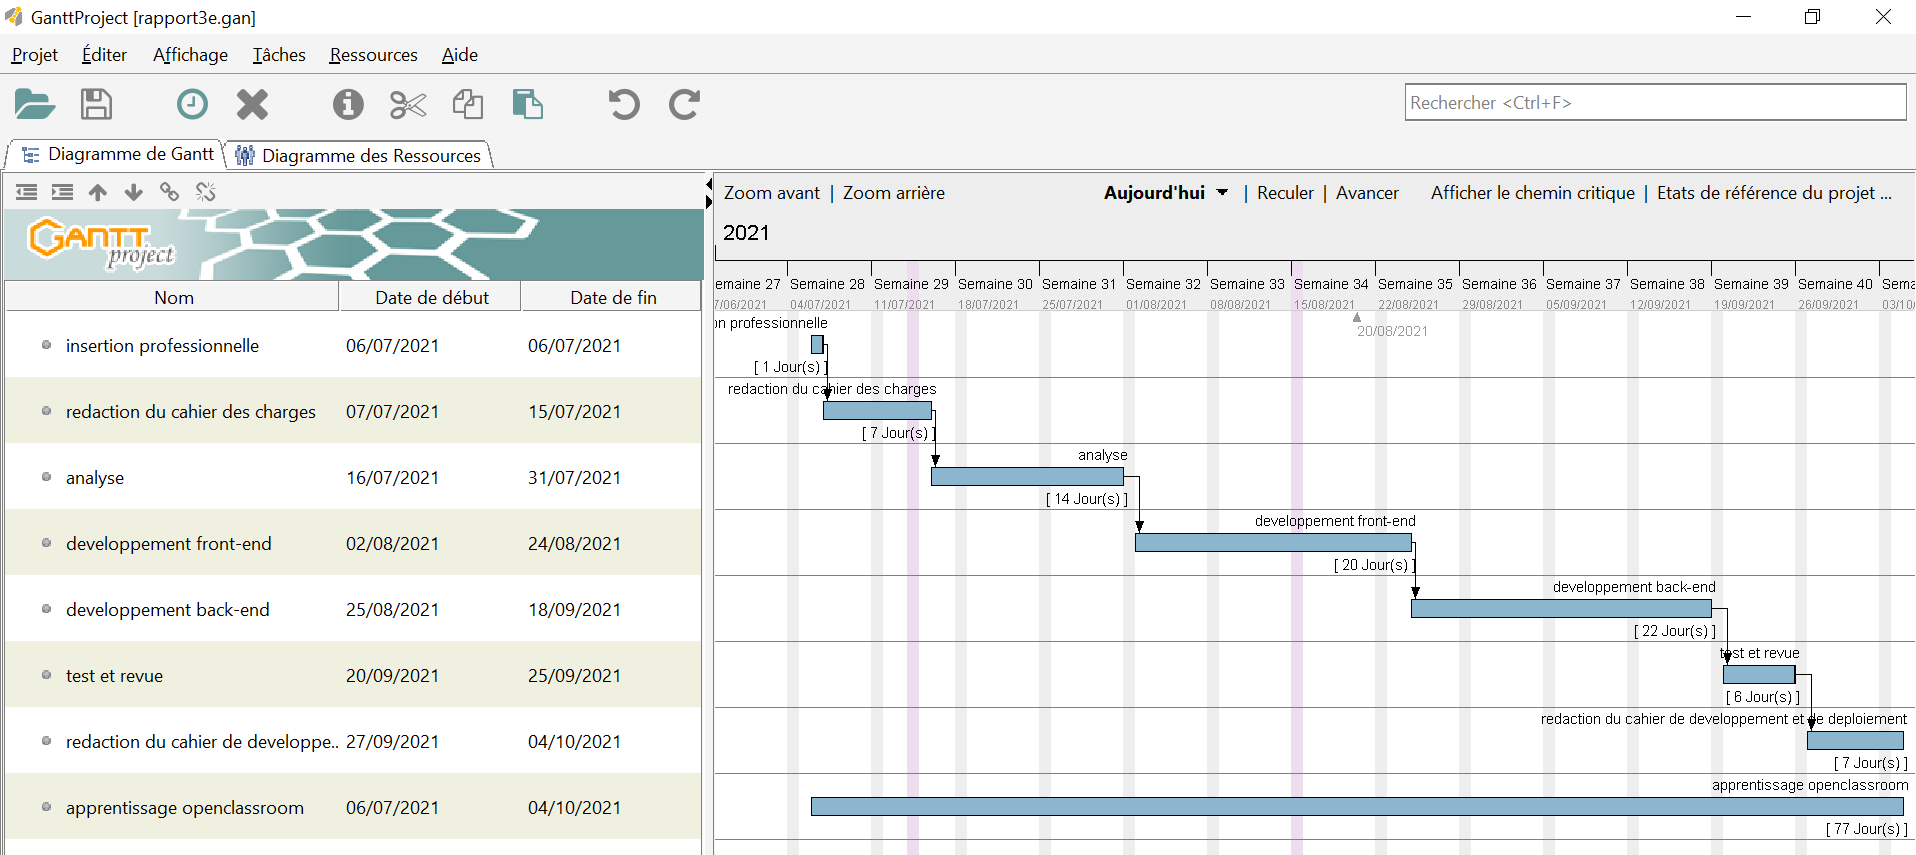 GanttProject [rapport3e.gan]
Projet Éditer Affichage Tâches Ressources Aide
Rechercher <Ctrl+F>
Diagramme de Gantt Diagramme des Ressources
Zoom avant | Zoom arrière Aujourd'hui | Reculer | Avancer Afficher le chemin critique | Etats de référence du projet ...
GANTT
project
2021
emaine 27 Semaine 28 Semaine 29 Semaine 30 Semaine 31 Semaine 32 Semaine 33 Semaine 34 Semaine 35 Semaine 36 Semaine 37 Semaine 38 Semaine 39 Semaine 40 Sema
7/06/2021 04/07/2021 11/07/2021 18/07/2021 25/07/2021 01/08/2021 08/08/2021 15/08/2021 22/08/2021 29/08/2021 05/09/2021 12/09/2021 19/09/2021 26/09/2021 03/10/
20/08/2021
Nom Date de début Date de fin
insertion professionnelle 06/07/2021 06/07/2021
redaction du cahier des charges 07/07/2021 15/07/2021
analyse 16/07/2021 31/07/2021
developpement front-end 02/08/2021 24/08/2021
developpement back-end 25/08/2021 18/09/2021
test et revue 20/09/2021 25/09/2021
redaction du cahier de developpe.. 27/09/2021 04/10/2021
apprentissage openclassroom 06/07/2021 04/10/2021
on professionnelle
[ 1 Jour(s) ]
redaction du cahier des charges
[ 7 Jour(s) ]
analyse
[ 14 Jour(s) ]
developpement front-end
[ 20 Jour(s) ]
developpement back-end
[ 22 Jour(s) ]
test et revue
[ 6 Jour(s) ]
redaction du cahier de developpement et de deploiement
[ 7 Jour(s) ]
apprentissage openclassroom
[ 77 Jour(s) ]